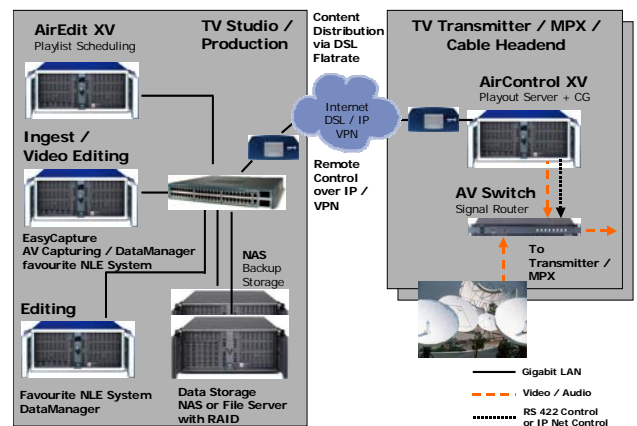 AirEdit XV
Playlist Scheduling
TV Studio /
Production
Ingest /
Video Editing
EasyCapture
AV Capturing / DataManager
favourite NLE System
NAS
Backup
Storage
Editing
Favourite NLE System
DataManager
Data Storage
NAS or File Server
with RAID
Content
Distribution
via DSL
Flatrate
Internet
DSL / IP
VPN
Remote
Control
over IP /
VPN
TV Transmitter / MPX /
Cable Headend
AirControl XV
Playout Server + CG
AV Switch
Signal Router
To
Transmitter /
MPX
Gigabit LAN
Video / Audio
RS 422 Control
or IP Net Control